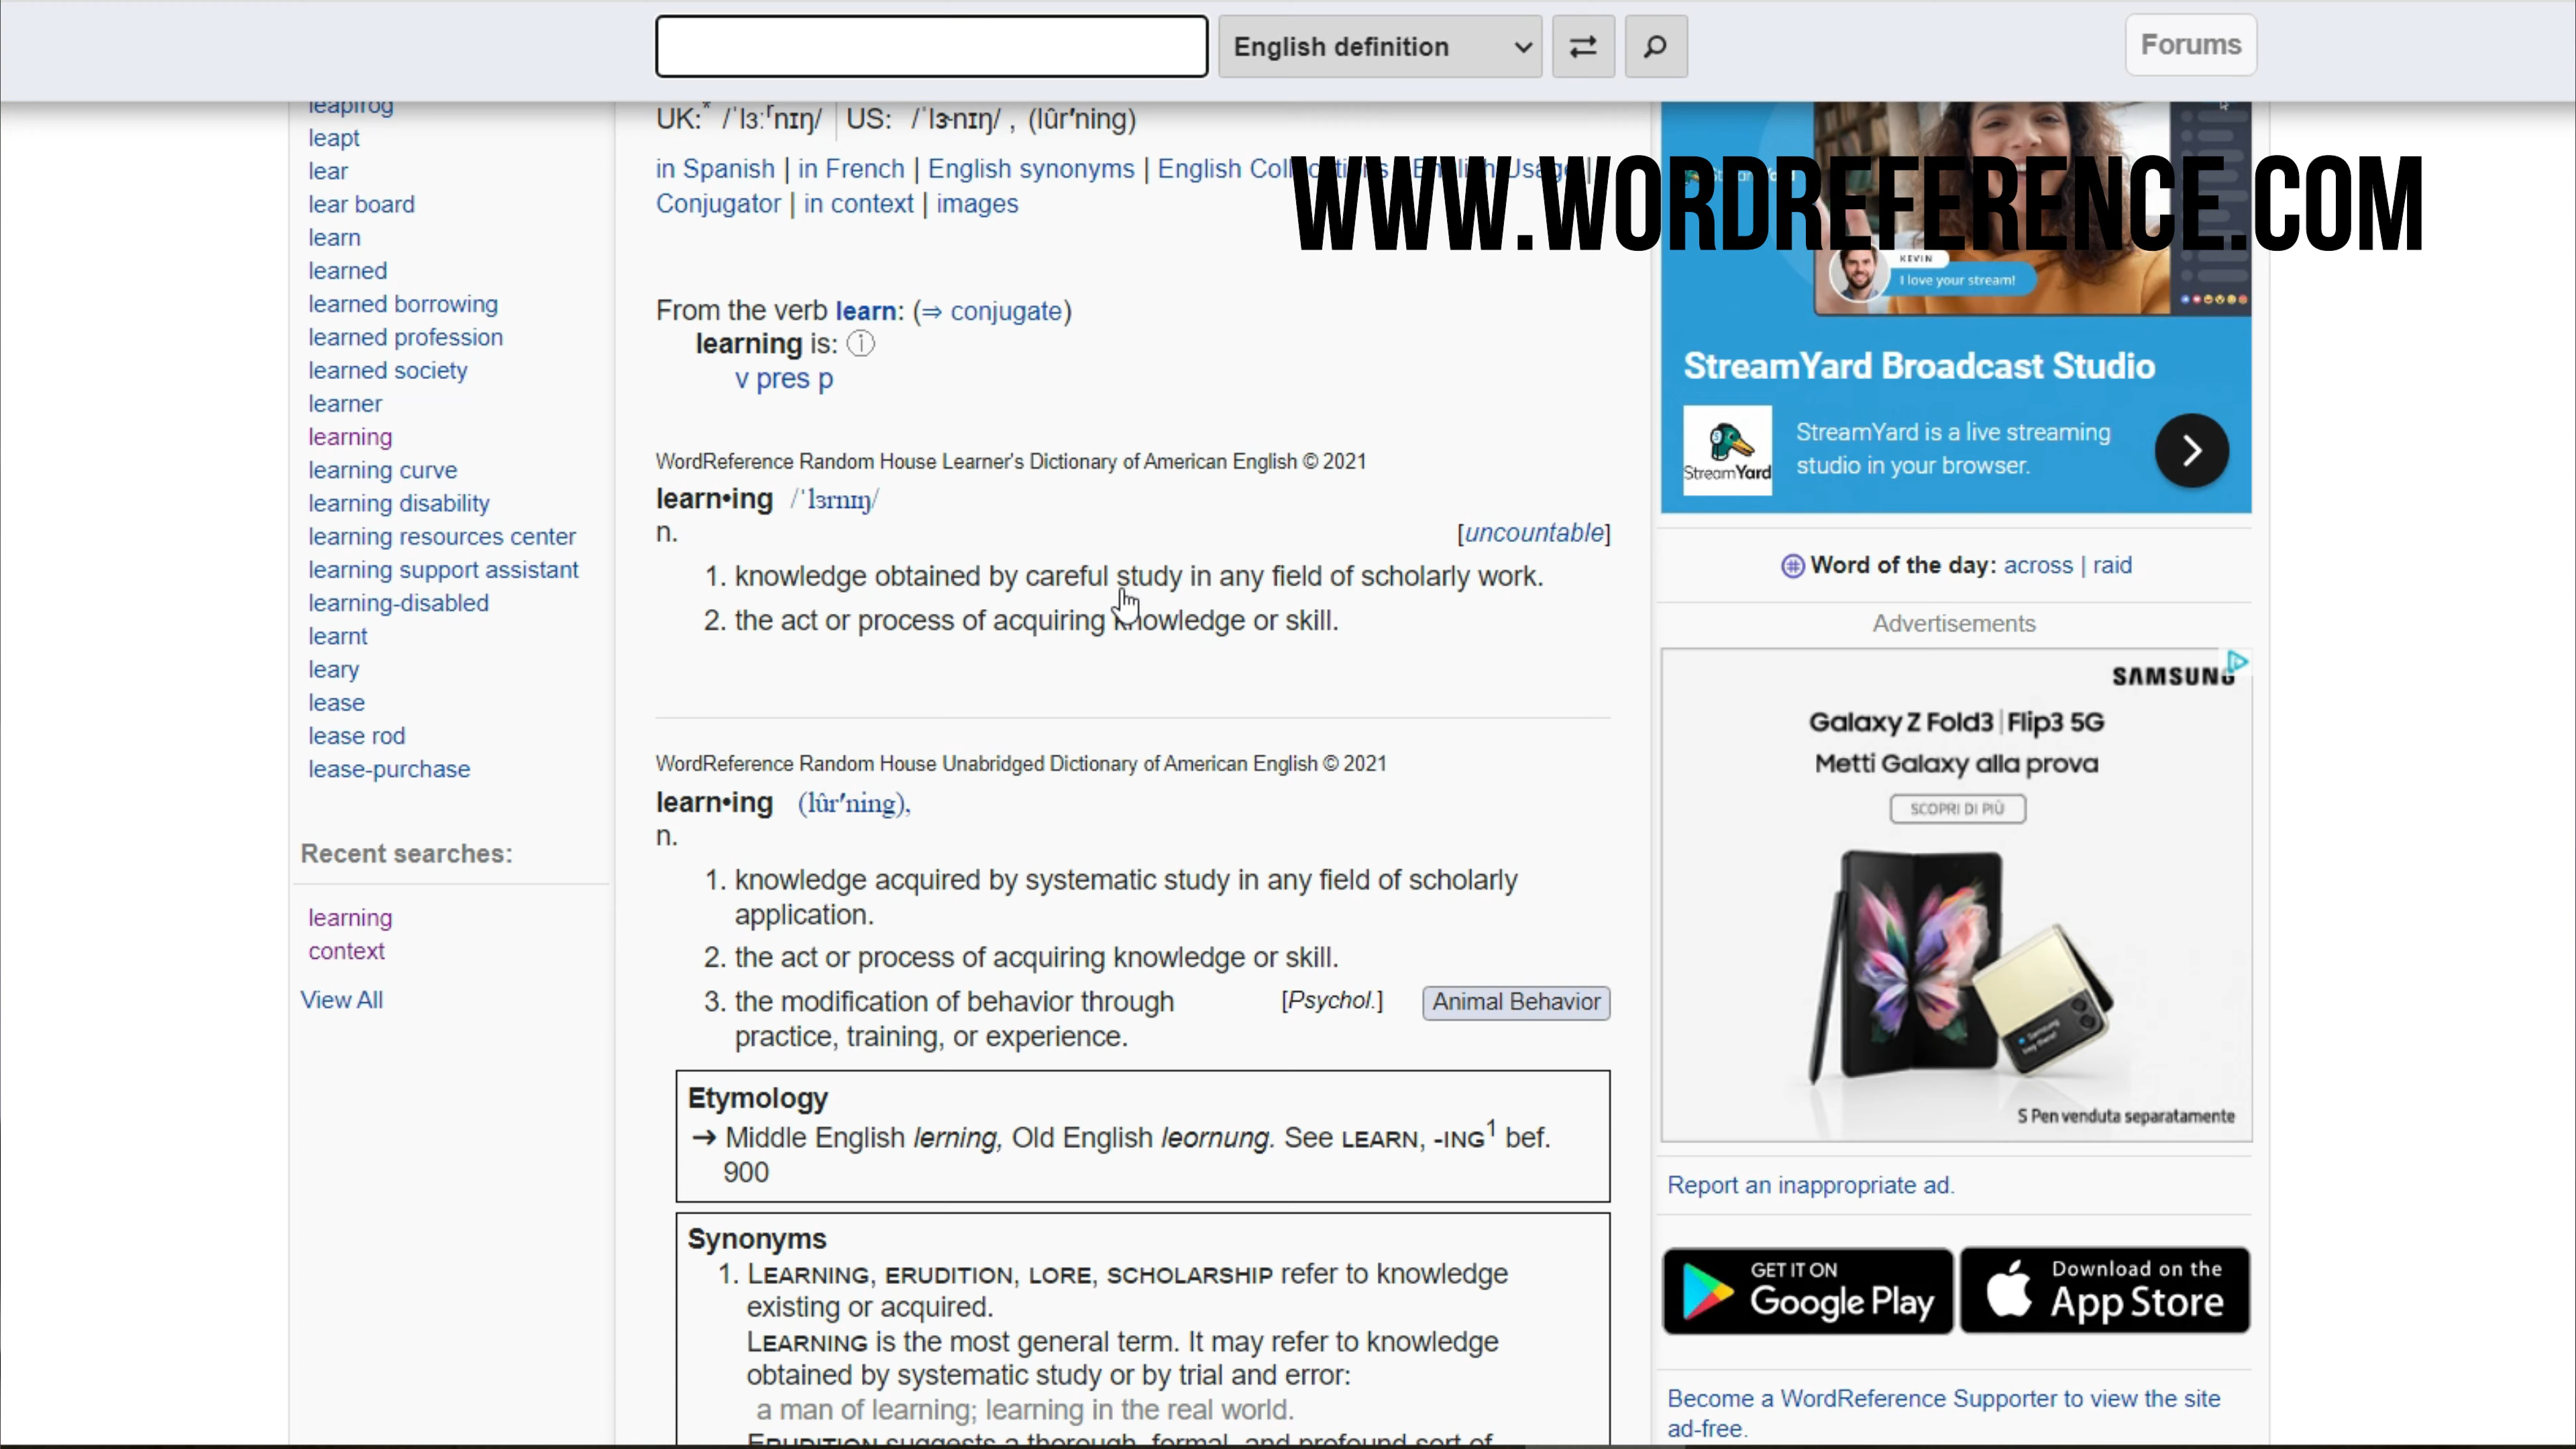 English definition
Forums
leapfrog
leapt
lear
lear board
learn
learned
learned borrowing
learned profession
learned society
learner
learning
learning curve
learning disability
learning resources center
learning support assistant
learning-disabled
learnt
leary
lease
lease rod
lease-purchase
Recent searches:
learning
context
View All
UK:* /ˈlɜːʳnɪŋ/ US: /ˈlɝnɪŋ/ , (lûr′ning)
in Spanish | in French | English synonyms | English Collocations | English Usage |
Conjugator | in context | images
WWW.WORDREFERENCE.COM
From the verb learn: (⇒ conjugate)
learning is: ⓘ
v pres p
WordReference Random House Learner's Dictionary of American English © 2021
learn•ing /ˈlɜrnɪŋ/
n. [uncountable]
1. knowledge obtained by careful study in any field of scholarly work.
2. the act or process of acquiring knowledge or skill.
WordReference Random House Unabridged Dictionary of American English © 2021
learn•ing (lûr′ning),
n.
1. knowledge acquired by systematic study in any field of scholarly
application.
2. the act or process of acquiring knowledge or skill.
3. the modification of behavior through [Psychol.] Animal Behavior
practice, training, or experience.
Etymology
→ Middle English lerning, Old English leornung. See LEARN, -ING¹ bef.
900
Synonyms
1. LEARNING, ERUDITION, LORE, SCHOLARSHIP refer to knowledge
existing or acquired.
LEARNING is the most general term. It may refer to knowledge
obtained by systematic study or by trial and error:
a man of learning; learning in the real world.
ERUDITION suggests a thorough, formal, and profound sort of
KEVIN
I love your stream!
StreamYard Broadcast Studio
StreamYard
StreamYard is a live streaming
studio in your browser.
Word of the day: across | raid
Advertisements
SAMSUNG
Galaxy Z Fold3 | Flip3 5G
Metti Galaxy alla prova
SCOPRI DI PIÙ
S Pen venduta separatamente
Report an inappropriate ad.
GET IT ON
Google Play
Download on the
App Store
Become a WordReference Supporter to view the site
ad-free.